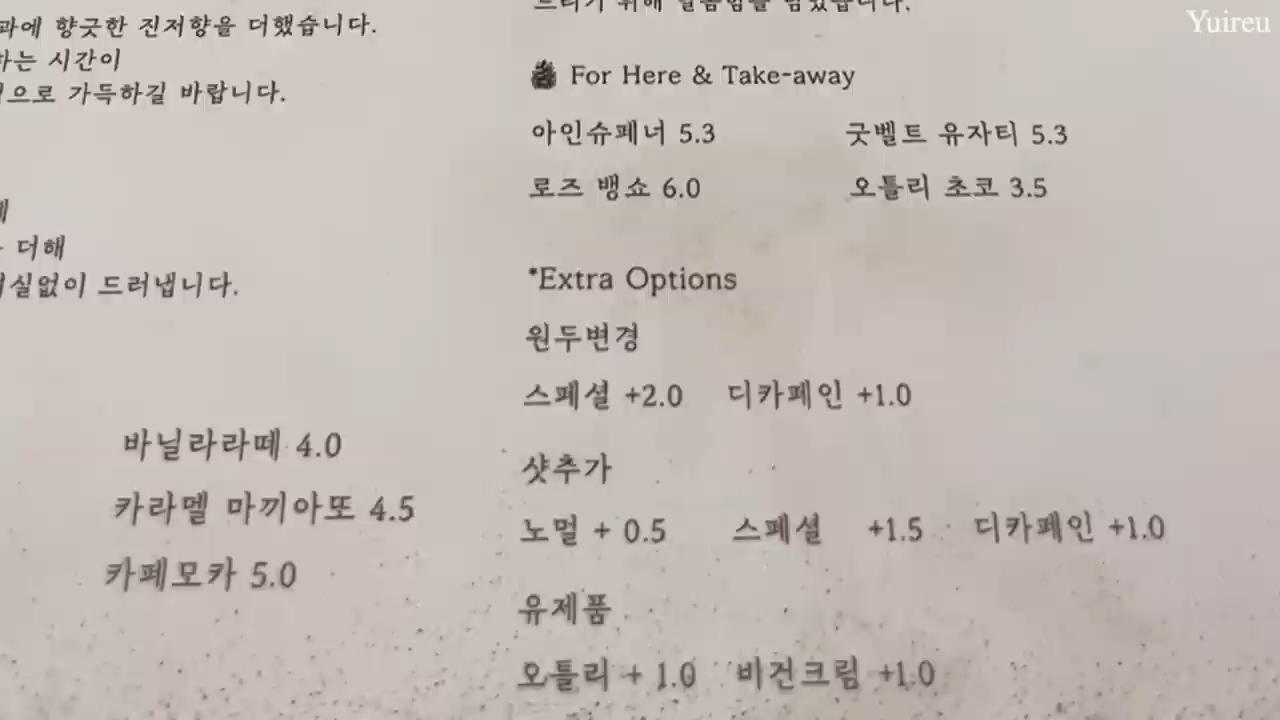 Yuireu
향긋한 진저향을 더했습니다.
하는 시간이
가득하길 바랍니다.
더해
드러냅니다.
바닐라라떼 4.0
카라멜 마끼아또 4.5
카페모카 5.0
For Here & Take-away
아인슈페너 5.3 굿벨트 유자티 5.3
로즈 뱅쇼 6.0 오틀리 초코 3.5
*Extra Options
원두변경
스페셜 +2.0 디카페인 +1.0
샷추가
노멀 + 0.5 스페셜 +1.5 디카페인 +1.0
유제품
오틀리 + 1.0 비건크림 +1.0